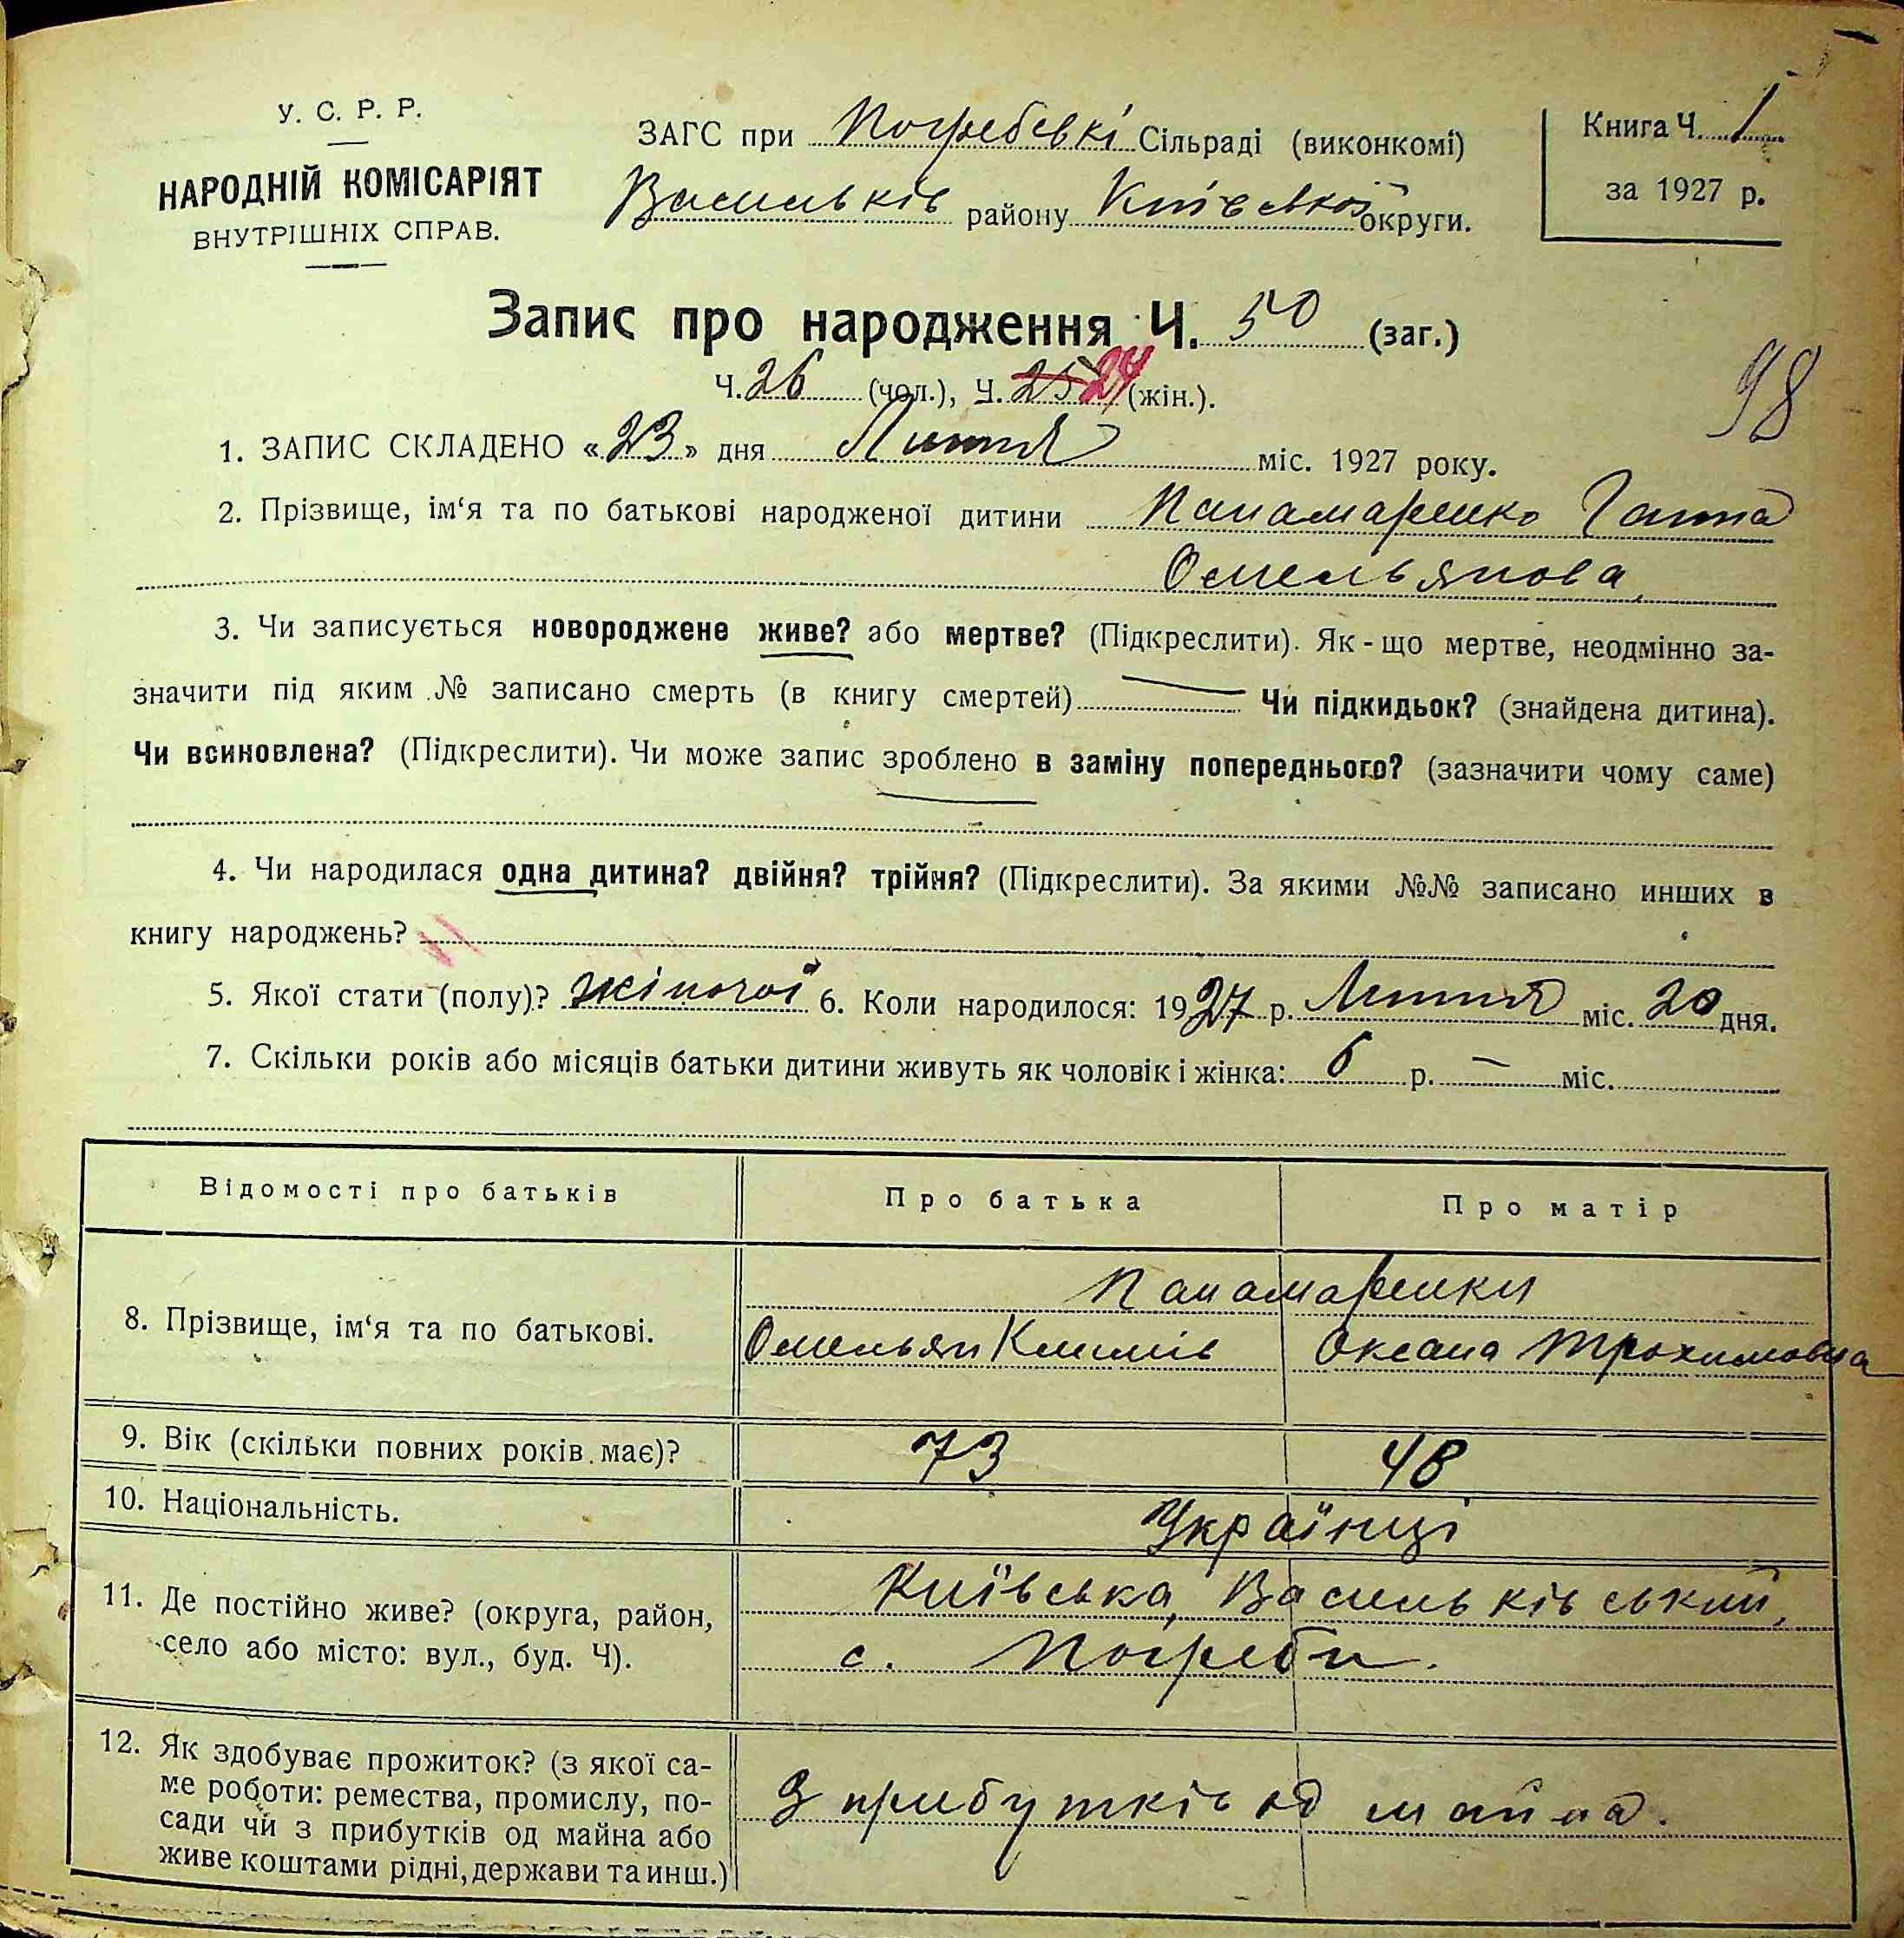 У. С. Р. Р.
НАРОДНІЙ КОМІСАРІЯТ
ВНУТРІШНІХ СПРАВ.
ЗАГС при Погребській Сільраді (виконкомі)
Васильків району Київської округи.
Книга Ч. 1
за 1927 р.
Запис про народження Ч. 50 (заг.)
Ч. 26 (чол.), Ч. 25 24 (жін.).
98
1. ЗАПИС СКЛАДЕНО «23» дня Липня міс. 1927 року.
2. Прізвище, ім‘я та по батькові народженої дитини Панамаренко Ганна
Омельянова
3. Чи записується новороджене живе? або мертве? (Підкреслити). Як-що мертве, неодмінно за-
значити під яким № записано смерть (в книгу смертей) — Чи підкидьок? (знайдена дитина).
Чи всиновлена? (Підкреслити). Чи може запис зроблено в заміну попереднього? (зазначити чому саме)
4. Чи народилася одна дитина? двійня? трійня? (Підкреслити). За якими №№ записано инших в
книгу народжень?
5. Якої стати (полу)? жіночої 6. Коли народилося: 1927 р. Липня міс. 20 дня.
7. Скільки років або місяців батьки дитини живуть як чоловік і жінка: 6 р. — міс.
Відомості про батьків Про батька Про матір
8. Прізвище, ім‘я та по батькові. Панамаренки
Омельян Климів Оксана Трохимовна
9. Вік (скільки повних років має)? 73 48
10. Національність. Українці
11. Де постійно живе? (округа, район,
село або місто: вул., буд. Ч). Київська, Васильківський,
с. Погреби.
12. Як здобуває прожиток? (з якої са-
ме роботи: ремества, промислу, по-
сади чи з прибутків од майна або
живе коштами рідні, держави та инш.) З прибутків од майна.